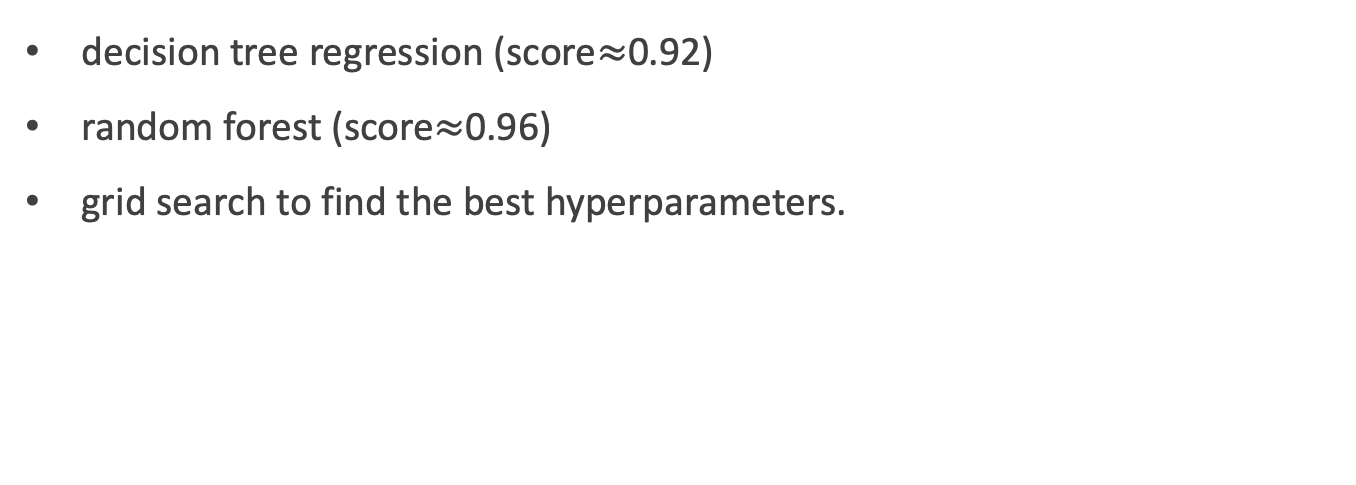 • decision tree regression (score≈0.92)
• random forest (score≈0.96)
• grid search to find the best hyperparameters.